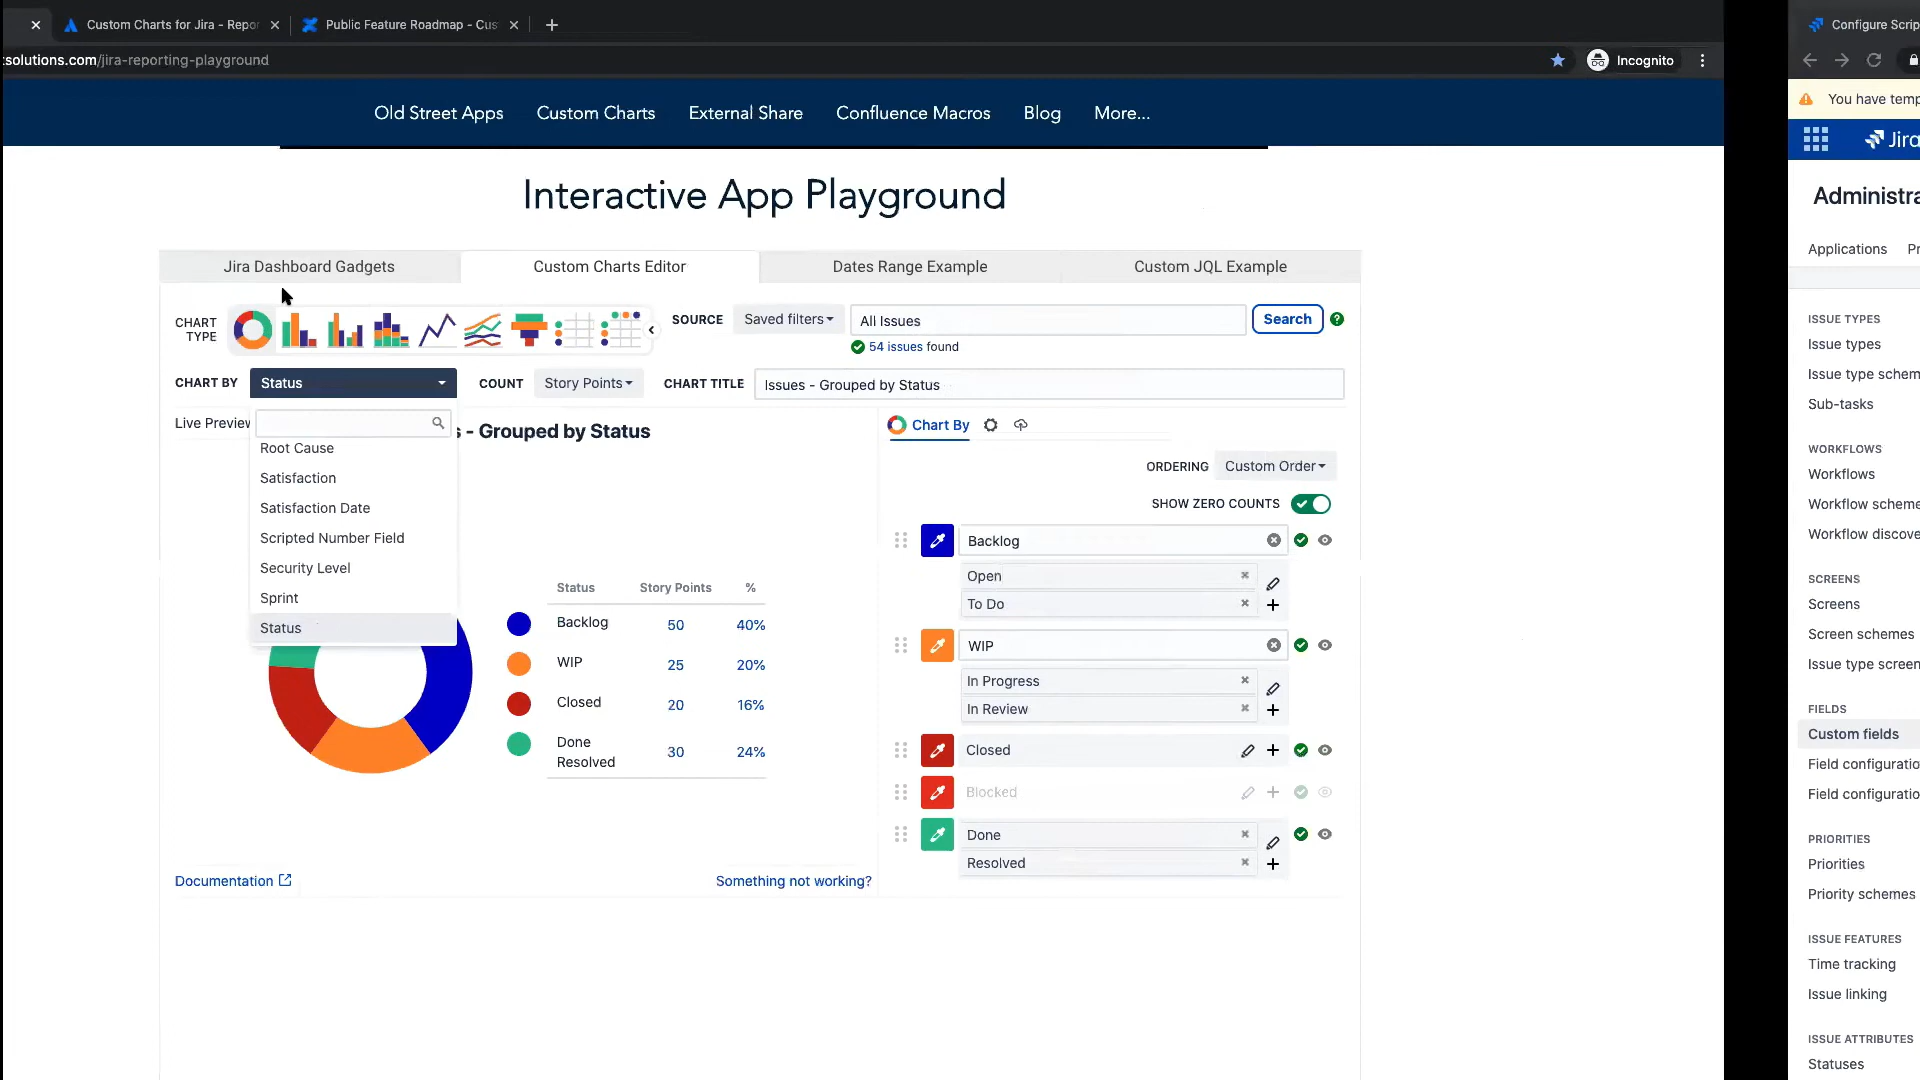 Custom Charts for Jira - Repor
Public Feature Roadmap - Cus
Configure Scrip
tsolutions.com/jira-reporting-playground
Incognito
You have temp
Old Street Apps
Custom Charts
External Share
Confluence Macros
Blog
More...
Jira
Interactive App Playground
Administra
Applications
Pr
Jira Dashboard Gadgets
Custom Charts Editor
Dates Range Example
Custom JQL Example
CHART
TYPE
SOURCE
Saved filters
All Issues
Search
54 issues found
CHART BY
Status
COUNT
Story Points
CHART TITLE
Issues - Grouped by Status
Live Preview
s - Grouped by Status
Root Cause
Satisfaction
Satisfaction Date
Scripted Number Field
Security Level
Sprint
Status
Status Story Points %
Backlog 50 40%
WIP 25 20%
Closed 20 16%
Done
Resolved 30 24%
Documentation
Something not working?
Chart By
ORDERING
Custom Order
SHOW ZERO COUNTS
Backlog
Open
To Do
WIP
In Progress
In Review
Closed
Blocked
Done
Resolved
ISSUE TYPES
Issue types
Issue type schem
Sub-tasks
WORKFLOWS
Workflows
Workflow scheme
Workflow discove
SCREENS
Screens
Screen schemes
Issue type screen
FIELDS
Custom fields
Field configuratio
Field configuratio
PRIORITIES
Priorities
Priority schemes
ISSUE FEATURES
Time tracking
Issue linking
ISSUE ATTRIBUTES
Statuses